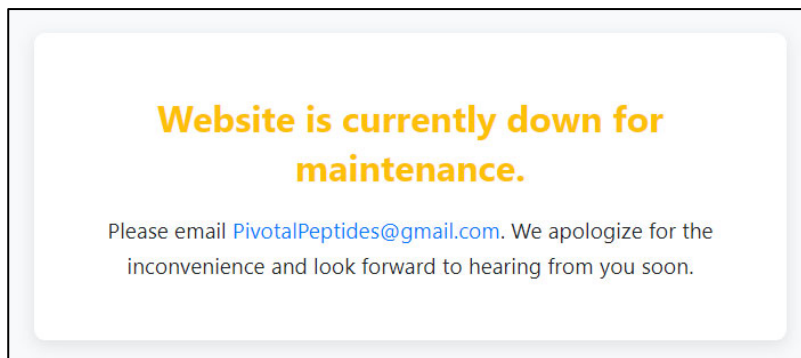 Website is currently down for
maintenance.
Please email PivotalPeptides@gmail.com. We apologize for the
inconvenience and look forward to hearing from you soon.